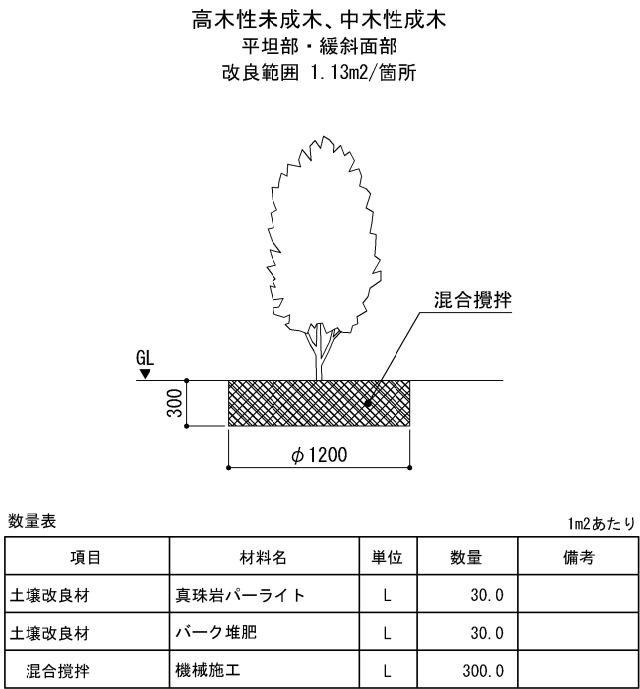 高木性未成木、中木性成木
平坦部・緩斜面部
改良範囲 1.13m2/箇所
混合攪拌
GL
300
φ1200
数量表 1m2あたり
項目 材料名 単位 数量 備考
土壌改良材 真珠岩パーライト L 30.0
土壌改良材 バーク堆肥 L 30.0
混合攪拌 機械施工 L 300.0